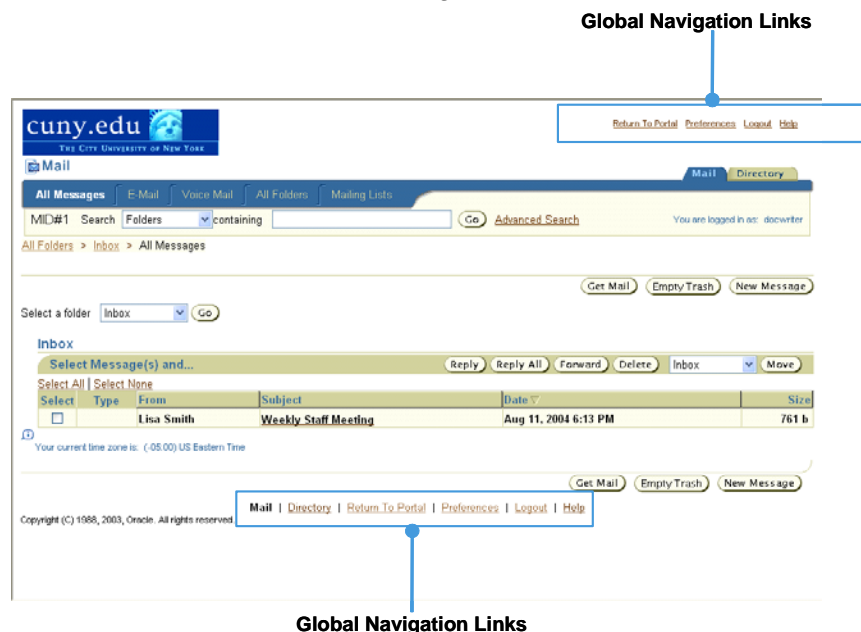 Global Navigation Links
cuny.edu
THE CITY UNIVERSITY OF NEW YORK
Return To Portal Preferences Logout Help
Mail
Mail Directory
All Messages E-Mail Voice Mail All Folders Mailing Lists
MID#1 Search Folders containing Go Advanced Search You are logged in as: docwriter
All Folders > Inbox > All Messages
Get Mail Empty Trash New Message
Select a folder Inbox Go
Inbox
Select Message(s) and... Reply Reply All Forward Delete Inbox Move
Select All | Select None
Select Type From Subject Date Size
Lisa Smith Weekly Staff Meeting Aug 11, 2004 6:13 PM 761 b
Your current time zone is: (-05:00) US Eastern Time
Get Mail Empty Trash New Message
Mail | Directory | Return To Portal | Preferences | Logout | Help
Copyright (C) 1988, 2003, Oracle. All rights reserved.
Global Navigation Links